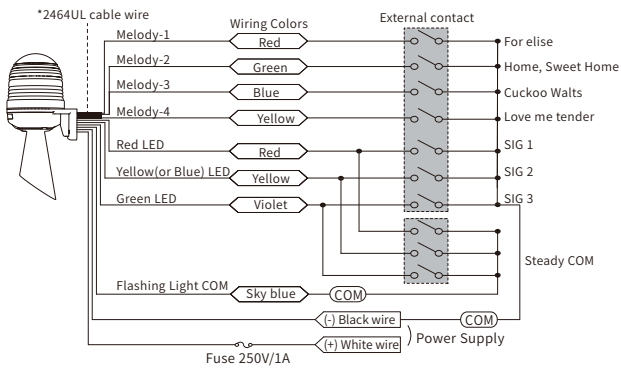 *2464UL cable wire
Wiring Colors
External contact
Melody-1
Red
For elise
Melody-2
Green
Home, Sweet Home
Melody-3
Blue
Cuckoo Walts
Melody-4
Yellow
Love me tender
Red LED
Red
SIG 1
Yellow(or Blue) LED
Yellow
SIG 2
Green LED
Violet
SIG 3
Steady COM
Flashing Light COM
Sky blue
COM
(-) Black wire
COM
Power Supply
(+) White wire
Fuse 250V/1A